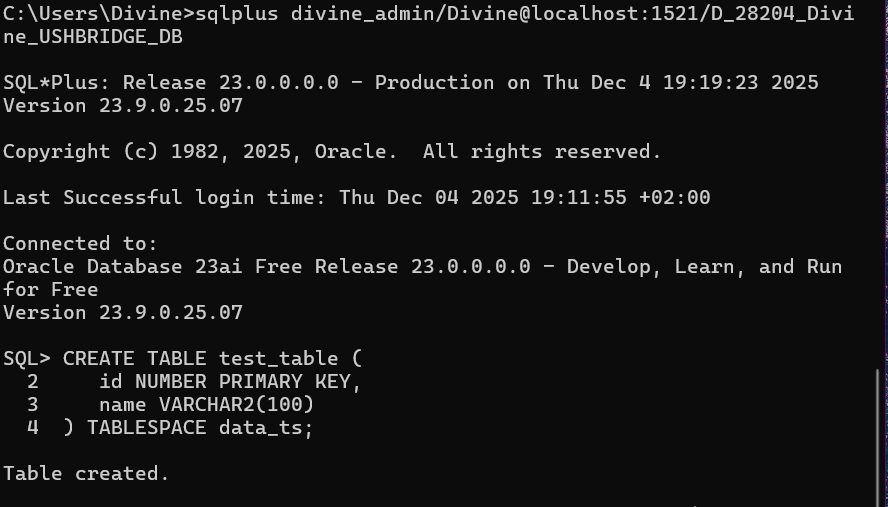 C:\Users\Divine>sqlplus divine_admin/Divine@localhost:1521/D_28204_Divi
ne_USHBRIDGE_DB
SQL*Plus: Release 23.0.0.0.0 - Production on Thu Dec 4 19:19:23 2025
Version 23.9.0.25.07
Copyright (c) 1982, 2025, Oracle.  All rights reserved.
Last Successful login time: Thu Dec 04 2025 19:11:55 +02:00
Connected to:
Oracle Database 23ai Free Release 23.0.0.0.0 - Develop, Learn, and Run
for Free
Version 23.9.0.25.07
SQL> CREATE TABLE test_table (
  2     id NUMBER PRIMARY KEY,
  3     name VARCHAR2(100)
  4  ) TABLESPACE data_ts;
Table created.